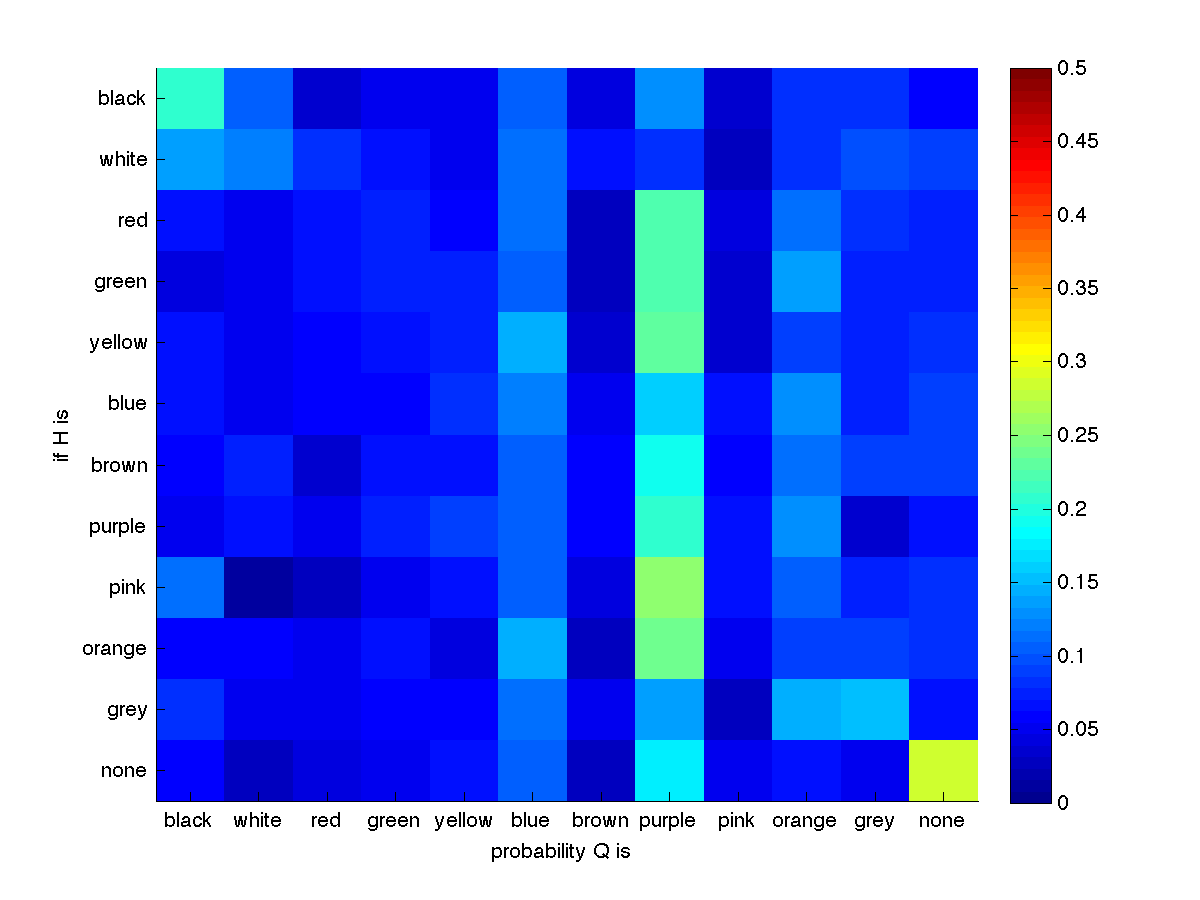 black
white
red
green
yellow
blue
brown
purple
pink
orange
grey
none
if H is
black white red green yellow blue brown purple pink orange grey none
probability Q is
0.5
0.45
0.4
0.35
0.3
0.25
0.2
0.15
0.1
0.05
0